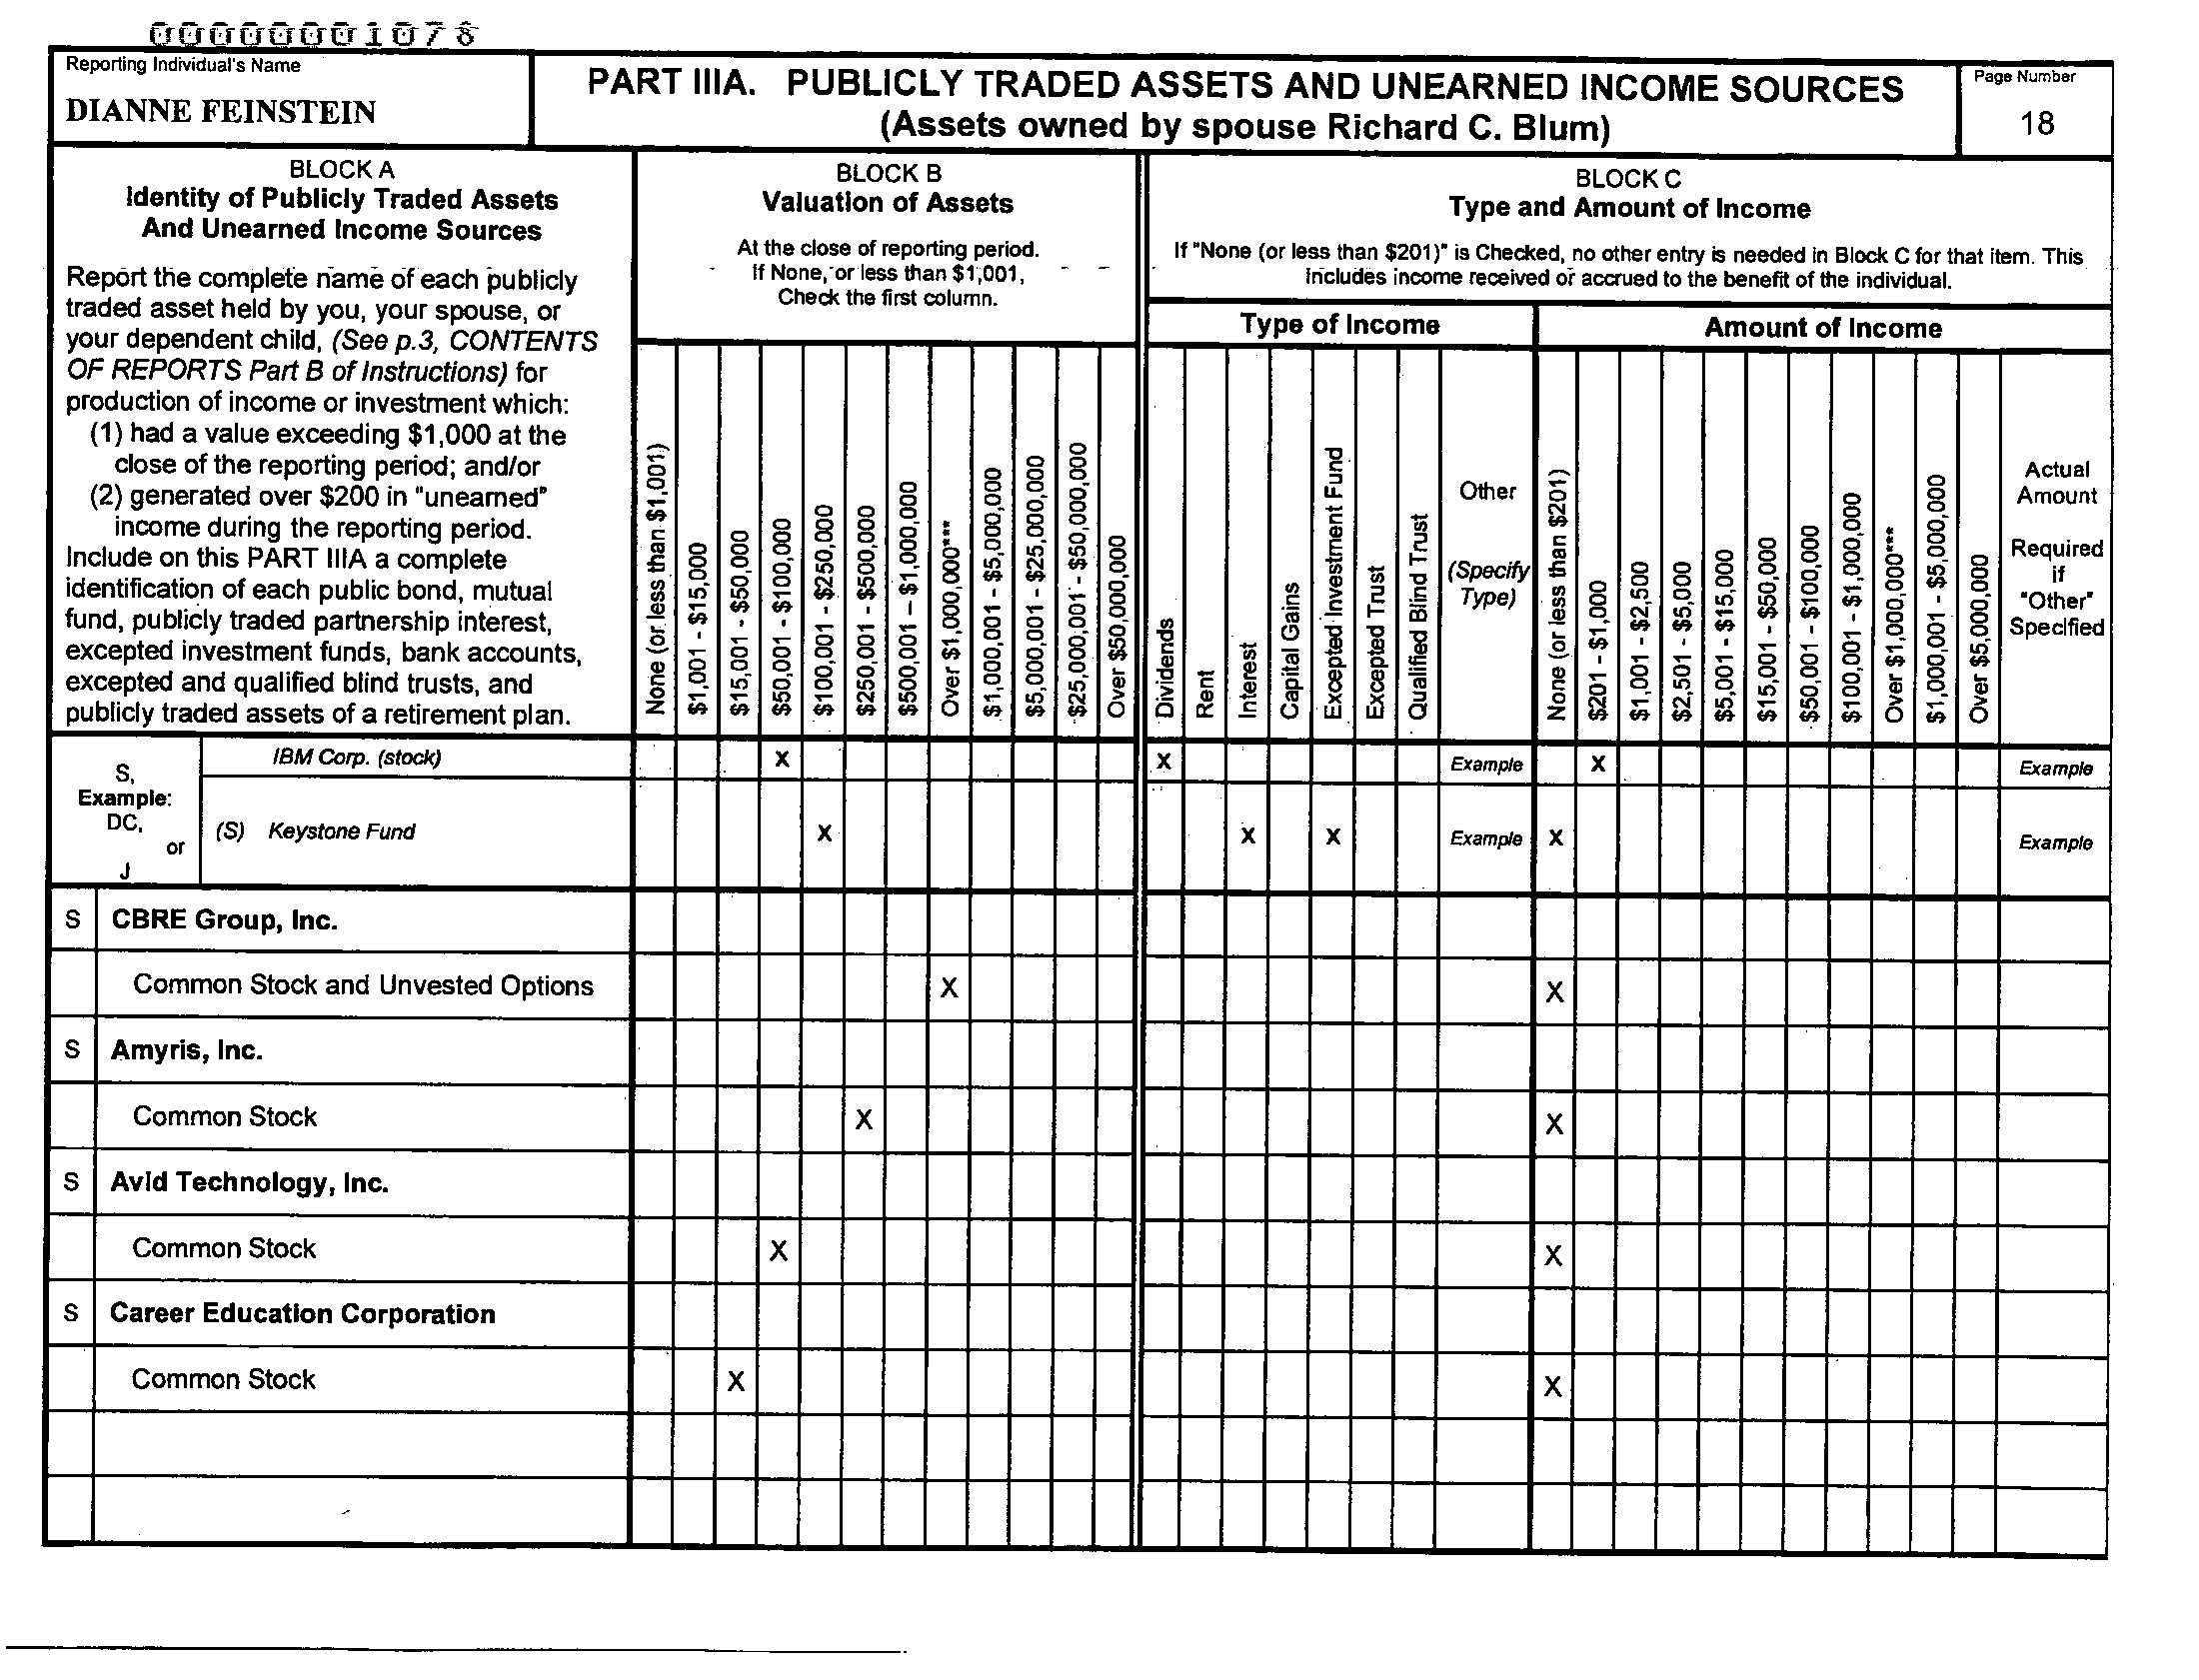 00000001078
Reporting Individual's Name
DIANNE FEINSTEIN
PART IIIA. PUBLICLY TRADED ASSETS AND UNEARNED INCOME SOURCES
(Assets owned by spouse Richard C. Blum)
Page Number
18
BLOCK A
Identity of Publicly Traded Assets
And Unearned Income Sources
Report the complete name of each publicly
traded asset held by you, your spouse, or
your dependent child, (See p.3, CONTENTS
OF REPORTS Part B of Instructions) for
production of income or investment which:
(1) had a value exceeding $1,000 at the
close of the reporting period; and/or
(2) generated over $200 in "unearned"
income during the reporting period.
Include on this PART IIIA a complete
identification of each public bond, mutual
fund, publicly traded partnership interest,
excepted investment funds, bank accounts,
excepted and qualified blind trusts, and
publicly traded assets of a retirement plan.
BLOCK B
Valuation of Assets
At the close of reporting period.
If None, or less than $1,001,
Check the first column.
None (or less than $1,001)
$1,001 - $15,000
$15,001 - $50,000
$50,001 - $100,000
$100,001 - $250,000
$250,001 - $500,000
$500,001 – $1,000,000
Over $1,000,000***
$1,000,001 - $5,000,000
$5,000,001 - $25,000,000
$25,000,001 - $50,000,000
Over $50,000,000
BLOCK C
Type and Amount of Income
If "None (or less than $201)" is Checked, no other entry is needed in Block C for that item. This
includes income received or accrued to the benefit of the individual.
Type of Income
Dividends
Rent
Interest
Capital Gains
Excepted Investment Fund
Excepted Trust
Qualified Blind Trust
Other
(Specify
Type)
Amount of Income
None (or less than $201)
$201 - $1,000
$1,001 - $2,500
$2,501 - $5,000
$5,001 - $15,000
$15,001 - $50,000
$50,001 - $100,000
$100,001 - $1,000,000
Over $1,000,000***
$1,000,001 - $5,000,000
Over $5,000,000
Actual
Amount
Required
if
"Other"
Specified
S,
Example:
DC,
or
J
IBM Corp. (stock) X X Example X Example
(S) Keystone Fund X X X Example X Example
S CBRE Group, Inc.
Common Stock and Unvested Options X X
S Amyris, Inc.
Common Stock X X
S Avid Technology, Inc.
Common Stock X X
S Career Education Corporation
Common Stock X X